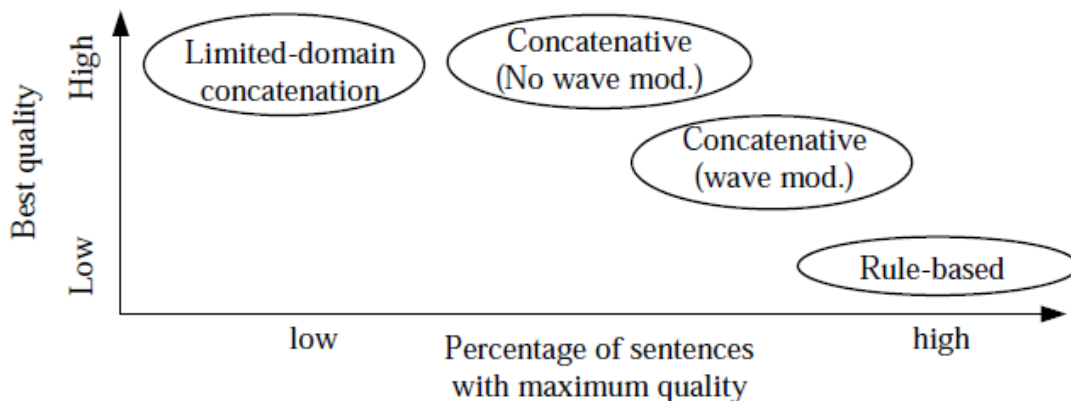 High
Low
Best quality
Limited-domain
concatenation
Concatenative
(No wave mod.)
Concatenative
(wave mod.)
Rule-based
low
high
Percentage of sentences
with maximum quality